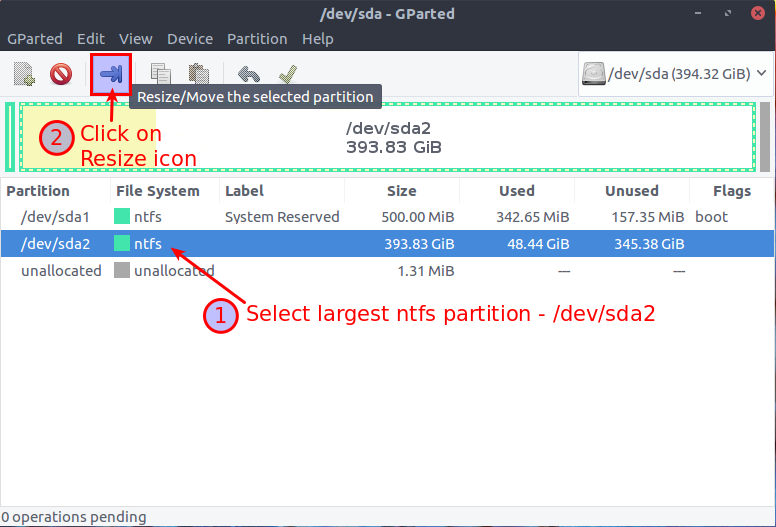 /dev/sda - GParted
GParted Edit View Device Partition Help
/dev/sda (394.32 GiB)
Resize/Move the selected partition
2 Click on
Resize icon
/dev/sda2
393.83 GiB
Partition File System Label Size Used Unused Flags
/dev/sda1 ntfs System Reserved 500.00 MiB 342.65 MiB 157.35 MiB boot
/dev/sda2 ntfs 393.83 GiB 48.44 GiB 345.38 GiB
unallocated unallocated 1.31 MiB --- ---
1 Select largest ntfs partition - /dev/sda2
0 operations pending